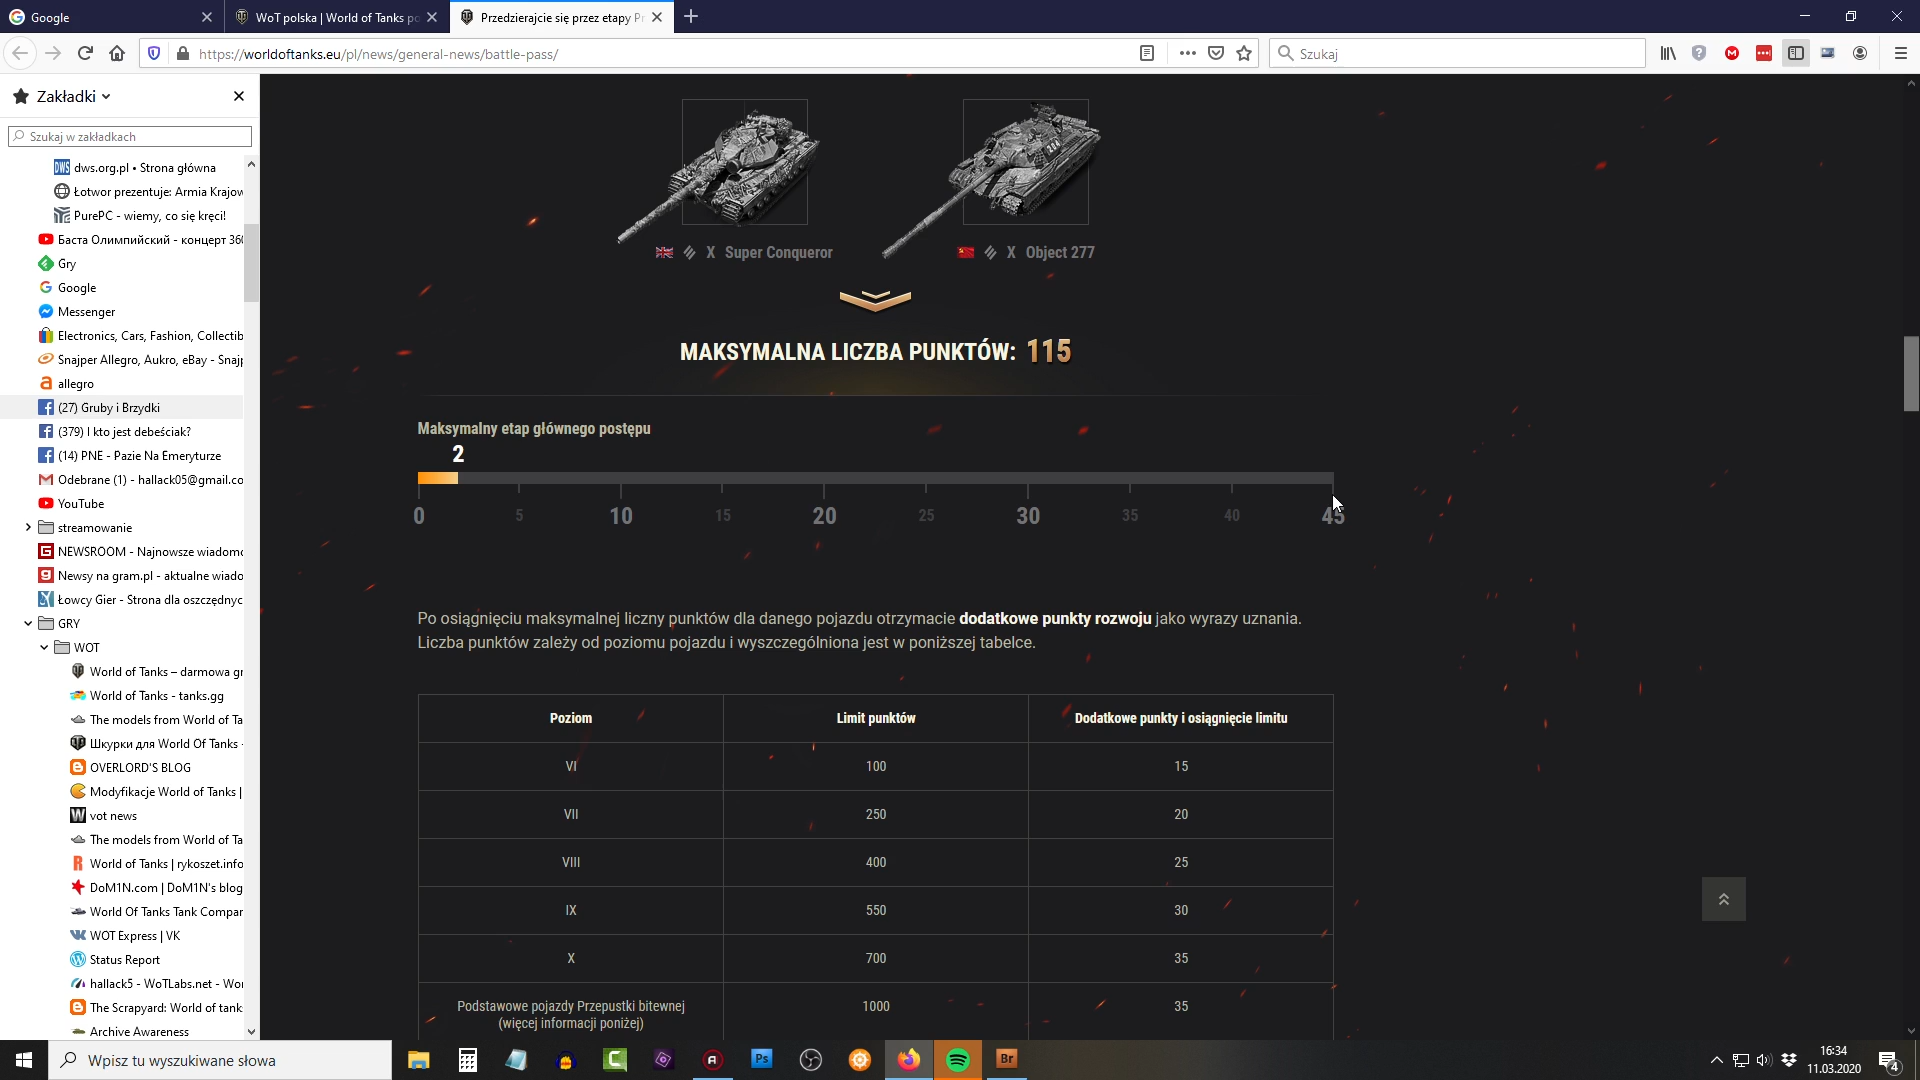 Google
WoT polska | World of Tanks po
Przedzierajcie się przez etapy Pr
https://worldoftanks.eu/pl/news/general-news/battle-pass/
Szukaj
Zakładki
Szukaj w zakładkach
dws.org.pl • Strona główna
Łotwor prezentuje: Armia Krajow
PurePC - wiemy, co się kręci!
Баста Олимпийский - концерт 360
Gry
Google
Messenger
Electronics, Cars, Fashion, Collectib
Snajper Allegro, Aukro, eBay - Snajp
allegro
(27) Gruby i Brzydki
(379) I kto jest debeściak?
(14) PNE - Pazie Na Emeryturze
Odebrane (1) - hallack05@gmail.co
YouTube
streamowanie
NEWSROOM - Najnowsze wiadomo
Newsy na gram.pl - aktualne wiado
Łowcy Gier - Strona dla oszczędnyc
GRY
WOT
World of Tanks – darmowa gr
World of Tanks - tanks.gg
The models from World of Ta
Шкурки для World Of Tanks -
OVERLORD'S BLOG
Modyfikacje World of Tanks |
vot news
The models from World of Ta
World of Tanks | rykoszet.info
DoM1N.com | DoM1N's blog
World Of Tanks Tank Compar
WOT Express | VK
Status Report
hallack5 - WoTLabs.net - Wor
The Scrapyard: World of tank
Archive Awareness
X Super Conqueror
X Object 277
MAKSYMALNA LICZBA PUNKTÓW: 115
Maksymalny etap głównego postępu
2
0 5 10 15 20 25 30 35 40 45
Po osiągnięciu maksymalnej liczny punktów dla danego pojazdu otrzymacie dodatkowe punkty rozwoju jako wyrazy uznania.
Liczba punktów zależy od poziomu pojazdu i wyszczególniona jest w poniższej tabelce.
Poziom Limit punktów Dodatkowe punkty i osiągnięcie limitu
VI 100 15
VII 250 20
VIII 400 25
IX 550 30
X 700 35
Podstawowe pojazdy Przepustki bitewnej 1000 35
(więcej informacji poniżej)
Wpisz tu wyszukiwane słowa
Ps
Br
16:34
11.03.2020
4